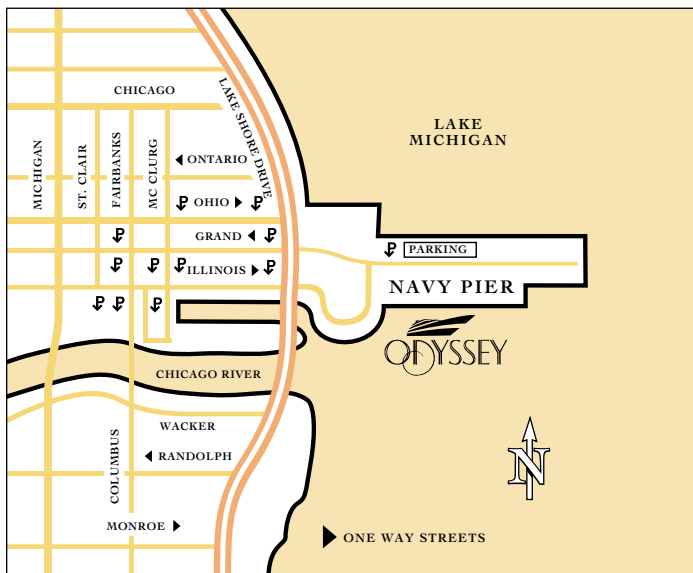 CHICAGO
LAKE
MICHIGAN
LAKE SHORE DRIVE
MICHIGAN
ST. CLAIR
FAIRBANKS
MC CLURG
ONTARIO
P OHIO P
P GRAND P
P PARKING
P P P ILLINOIS P
NAVY PIER
P P P
ODYSSEY
CHICAGO RIVER
WACKER
RANDOLPH
COLUMBUS
N
MONROE
ONE WAY STREETS